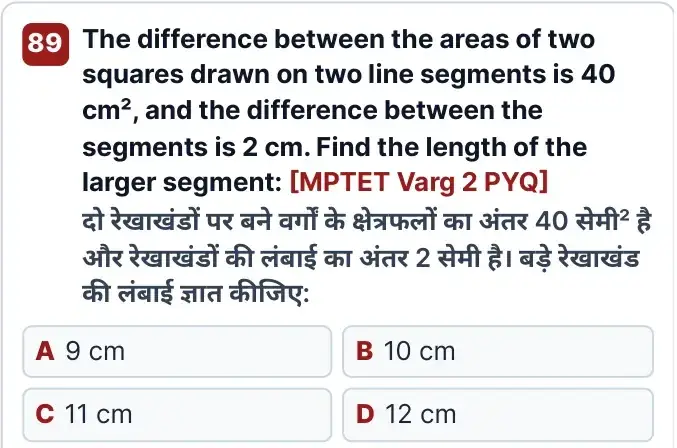 89 The difference between the areas of two
squares drawn on two line segments is 40
cm², and the difference between the
segments is 2 cm. Find the length of the
larger segment: [MPTET Varg 2 PYQ]
दो रेखाखंडों पर बने वर्गों के क्षेत्रफलों का अंतर 40 सेमी² है
और रेखाखंडों की लंबाई का अंतर 2 सेमी है। बड़े रेखाखंड
की लंबाई ज्ञात कीजिए:
A 9 cm
B 10 cm
C 11 cm
D 12 cm